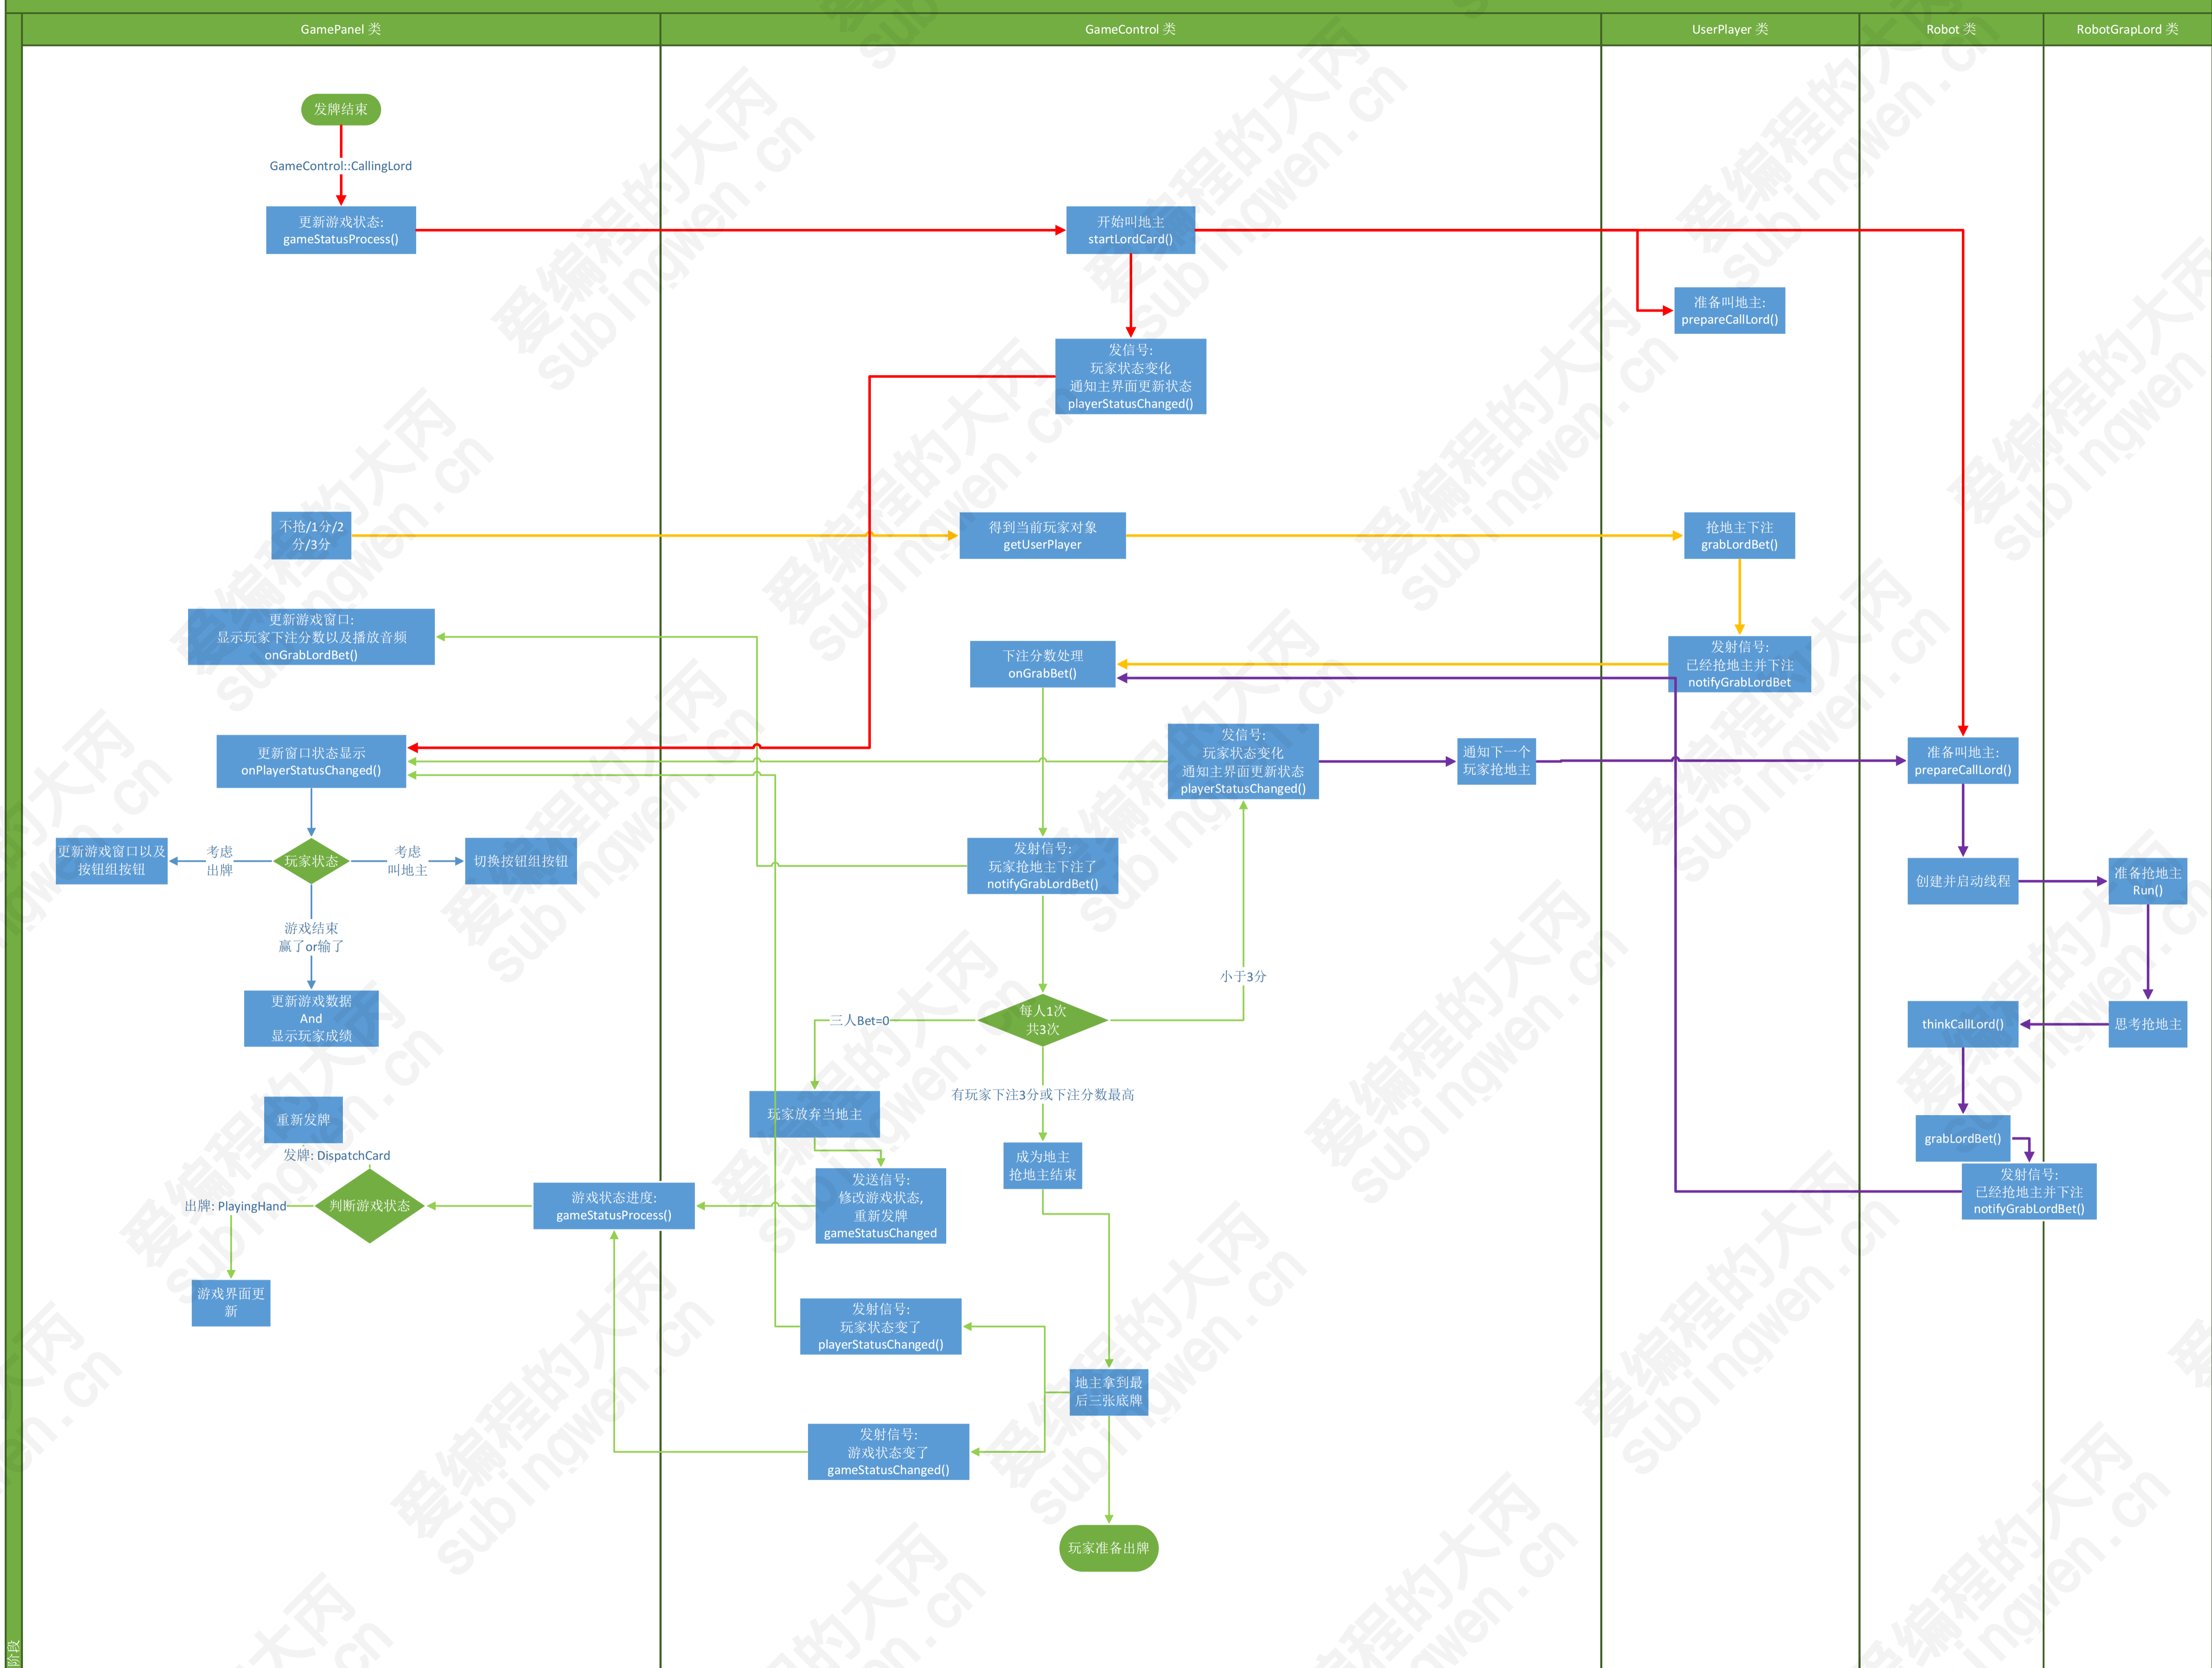 GamePanel 类
GameControl 类
UserPlayer 类
Robot 类
RobotGrapLord 类
发牌结束
GameControl::CallingLord
更新游戏状态:
gameStatusProcess()
开始叫地主
startLordCard()
准备叫地主:
prepareCallLord()
发信号:
玩家状态变化
通知主界面更新状态
playerStatusChanged()
不抢/1分/2
分/3分
得到当前玩家对象
getUserPlayer
抢地主下注
grabLordBet()
更新游戏窗口:
显示玩家下注分数以及播放音频
onGrabLordBet()
下注分数处理
onGrabBet()
发射信号:
已经抢地主并下注
notifyGrabLordBet
更新窗口状态显示
onPlayerStatusChanged()
发信号:
玩家状态变化
通知主界面更新状态
playerStatusChanged()
通知下一个
玩家抢地主
准备叫地主:
prepareCallLord()
更新游戏窗口以及
按钮组按钮
考虑
出牌
玩家状态
考虑
叫地主
切换按钮组按钮
发射信号:
玩家抢地主下注了
notifyGrabLordBet()
创建并启动线程
准备抢地主
Run()
游戏结束
赢了or输了
小于3分
更新游戏数据
And
显示玩家成绩
三人Bet=0
每人1次
共3次
thinkCallLord()
思考抢地主
有玩家下注3分或下注分数最高
重新发牌
玩家放弃当地主
grabLordBet()
发牌: DispatchCard
成为地主
抢地主结束
出牌: PlayingHand
判断游戏状态
游戏状态进度:
gameStatusProcess()
发送信号:
修改游戏状态,
重新发牌
gameStatusChanged
发射信号:
已经抢地主并下注
notifyGrabLordBet()
游戏界面更
新
发射信号:
玩家状态变了
playerStatusChanged()
地主拿到最
后三张底牌
发射信号:
游戏状态变了
gameStatusChanged()
玩家准备出牌
阶段
爱编程的大丙
subingwen.cn